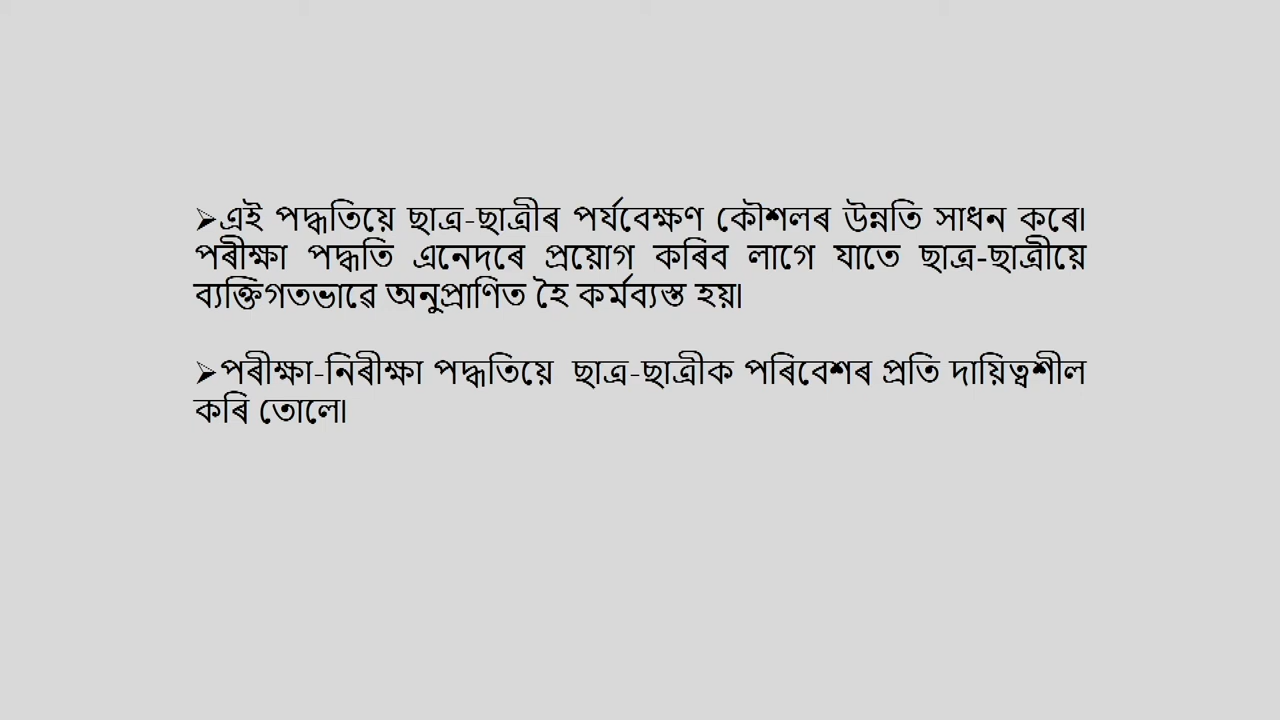 ➢এই পদ্ধতিয়ে ছাত্ৰ-ছাত্ৰীৰ পৰ্যবেক্ষণ কৌশলৰ উন্নতি সাধন কৰে।
পৰীক্ষা পদ্ধতি এনেদৰে প্ৰয়োগ কৰিব লাগে যাতে ছাত্ৰ-ছাত্ৰীয়ে
ব্যক্তিগতভাৱে অনুপ্ৰাণিত হৈ কৰ্মব্যস্ত হয়।
➢পৰীক্ষা-নিৰীক্ষা পদ্ধতিয়ে ছাত্ৰ-ছাত্ৰীক পৰিবেশৰ প্ৰতি দায়িত্বশীল
কৰি তোলে।